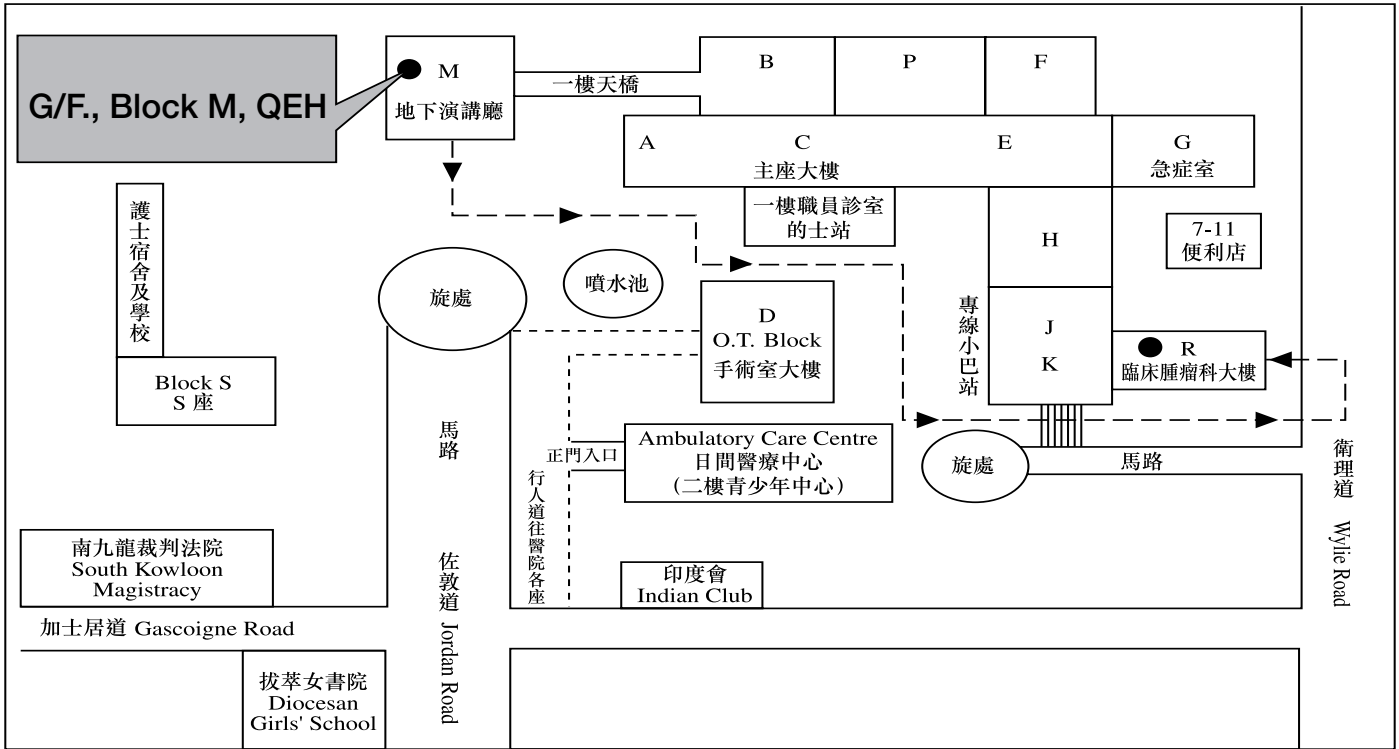 G/F., Block M, QEH
M
地下演講廳
一樓天橋
B
P
F
A
C
E
主座大樓
G
急症室
一樓職員診室
的士站
H
7-11
便利店
護士宿舍及學校
旋處
噴水池
D
O.T. Block
手術室大樓
專線小巴站
J
K
R
臨床腫瘤科大樓
Block S
S 座
馬路
正門入口
Ambulatory Care Centre
日間醫療中心
(二樓青少年中心)
旋處
馬路
衛理道 Wylie Road
行人道往醫院各座
南九龍裁判法院
South Kowloon
Magistracy
佐敦道 Jordan Road
印度會
Indian Club
加士居道 Gascoigne Road
拔萃女書院
Diocesan
Girls' School